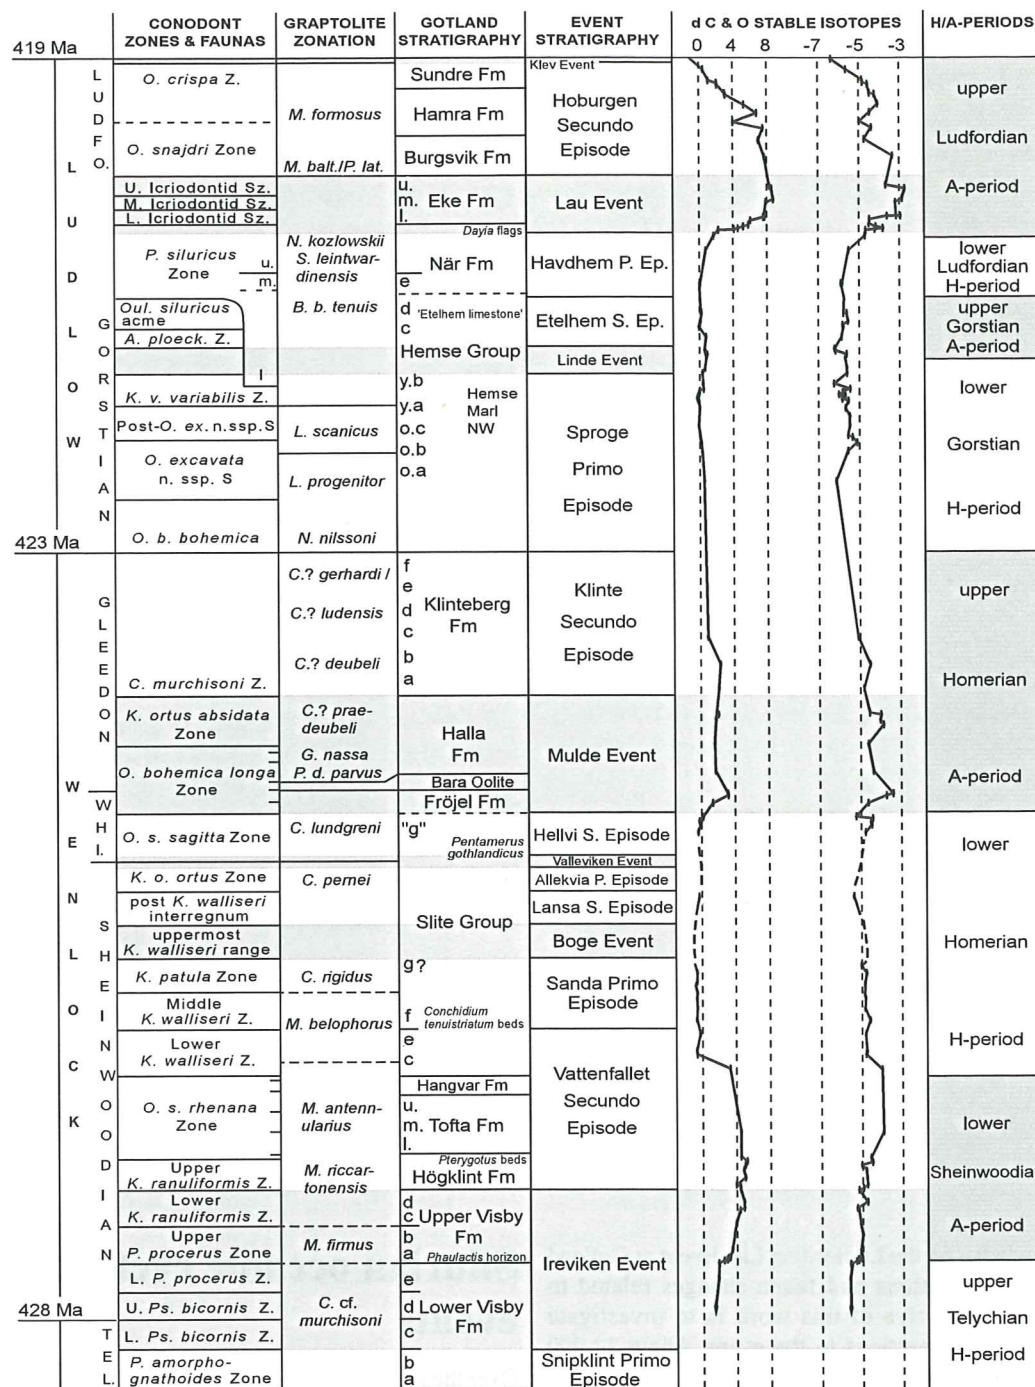 CONODONT
ZONES & FAUNAS
GRAPTOLITE
ZONATION
GOTLAND
STRATIGRAPHY
EVENT
STRATIGRAPHY
d C & O STABLE ISOTOPES
H/A-PERIODS
419 Ma
0 4 8 -7 -5 -3
L U D L O W
L U D F O.
G O R S T I A N
O. crispa Z.
O. snajdri Zone
U. Icriodontid Sz.
M. Icriodontid Sz.
L. Icriodontid Sz.
P. siluricus
Zone
u.
m.
Oul. siluricus
acme
A. ploeck. Z.
l
K. v. variabilis Z.
Post-O. ex. n.ssp.S
O. excavata
n. ssp. S
O. b. bohemica
M. formosus
M. balt./P. lat.
N. kozlowskii
S. leintwar-
dinensis
B. b. tenuis
L. scanicus
L. progenitor
N. nilssoni
Sundre Fm
Hamra Fm
Burgsvik Fm
u.
m. Eke Fm
l.
Dayia flags
När Fm
e
d 'Etelhem limestone'
c
Hemse Group
y.b
y.a
o.c
o.b
o.a
Hemse
Marl
NW
Klev Event
Hoburgen
Secundo
Episode
Lau Event
Havdhem P. Ep.
Etelhem S. Ep.
Linde Event
Sproge
Primo
Episode
upper
Ludfordian
A-period
lower
Ludfordian
H-period
upper
Gorstian
A-period
lower
Gorstian
H-period
423 Ma
W E N L O C K
G L E E D O N
W H I.
S H E I N W O O D I A N
C. murchisoni Z.
K. ortus absidata
Zone
O. bohemica longa
Zone
O. s. sagitta Zone
K. o. ortus Zone
post K. walliseri
interregnum
uppermost
K. walliseri range
K. patula Zone
Middle
K. walliseri Z.
Lower
K. walliseri Z.
O. s. rhenana
Zone
Upper
K. ranuliformis Z.
Lower
K. ranuliformis Z.
Upper
P. procerus Zone
L. P. procerus Z.
U. Ps. bicornis Z.
C.? gerhardi /
C.? ludensis
C.? deubeli
C.? prae-
deubeli
G. nassa
P. d. parvus
C. lundgreni
C. pernei
C. rigidus
M. belophorus
M. antenn-
ularius
M. riccar-
tonensis
M. firmus
C. cf.
murchisoni
f
e
d Klinteberg
c Fm
b
a
Halla
Fm
Bara Oolite
Fröjel Fm
"g"
Pentamerus
gothlandicus
Slite Group
g?
f Conchidium
tenuistriatum beds
e
c
Hangvar Fm
u.
m. Tofta Fm
l.
Pterygotus beds
Högklint Fm
d
c Upper Visby
b Fm
a Phaulactis horizon
e
d Lower Visby
c Fm
Klinte
Secundo
Episode
Mulde Event
Hellvi S. Episode
Valleviken Event
Allekvia P. Episode
Lansa S. Episode
Boge Event
Sanda Primo
Episode
Vattenfallet
Secundo
Episode
Ireviken Event
upper
Homerian
A-period
lower
Homerian
H-period
lower
Sheinwoodia
A-period
upper
Telychian
H-period
428 Ma
T E L.
L. Ps. bicornis Z.
P. amorpho-
gnathoides Zone
b
a
Snipklint Primo
Episode